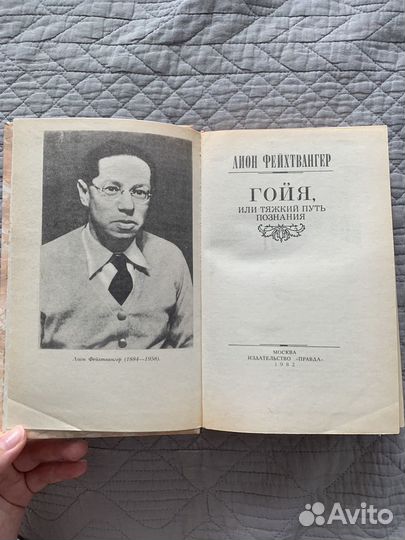 Лион Фейхтвангер (1884—1958).
ЛИОН ФЕЙХТВАНГЕР
ГОЙЯ,
ИЛИ ТЯЖКИЙ ПУТЬ
ПОЗНАНИЯ
МОСКВА
ИЗДАТЕЛЬСТВО «ПРАВДА»
1982
Avito